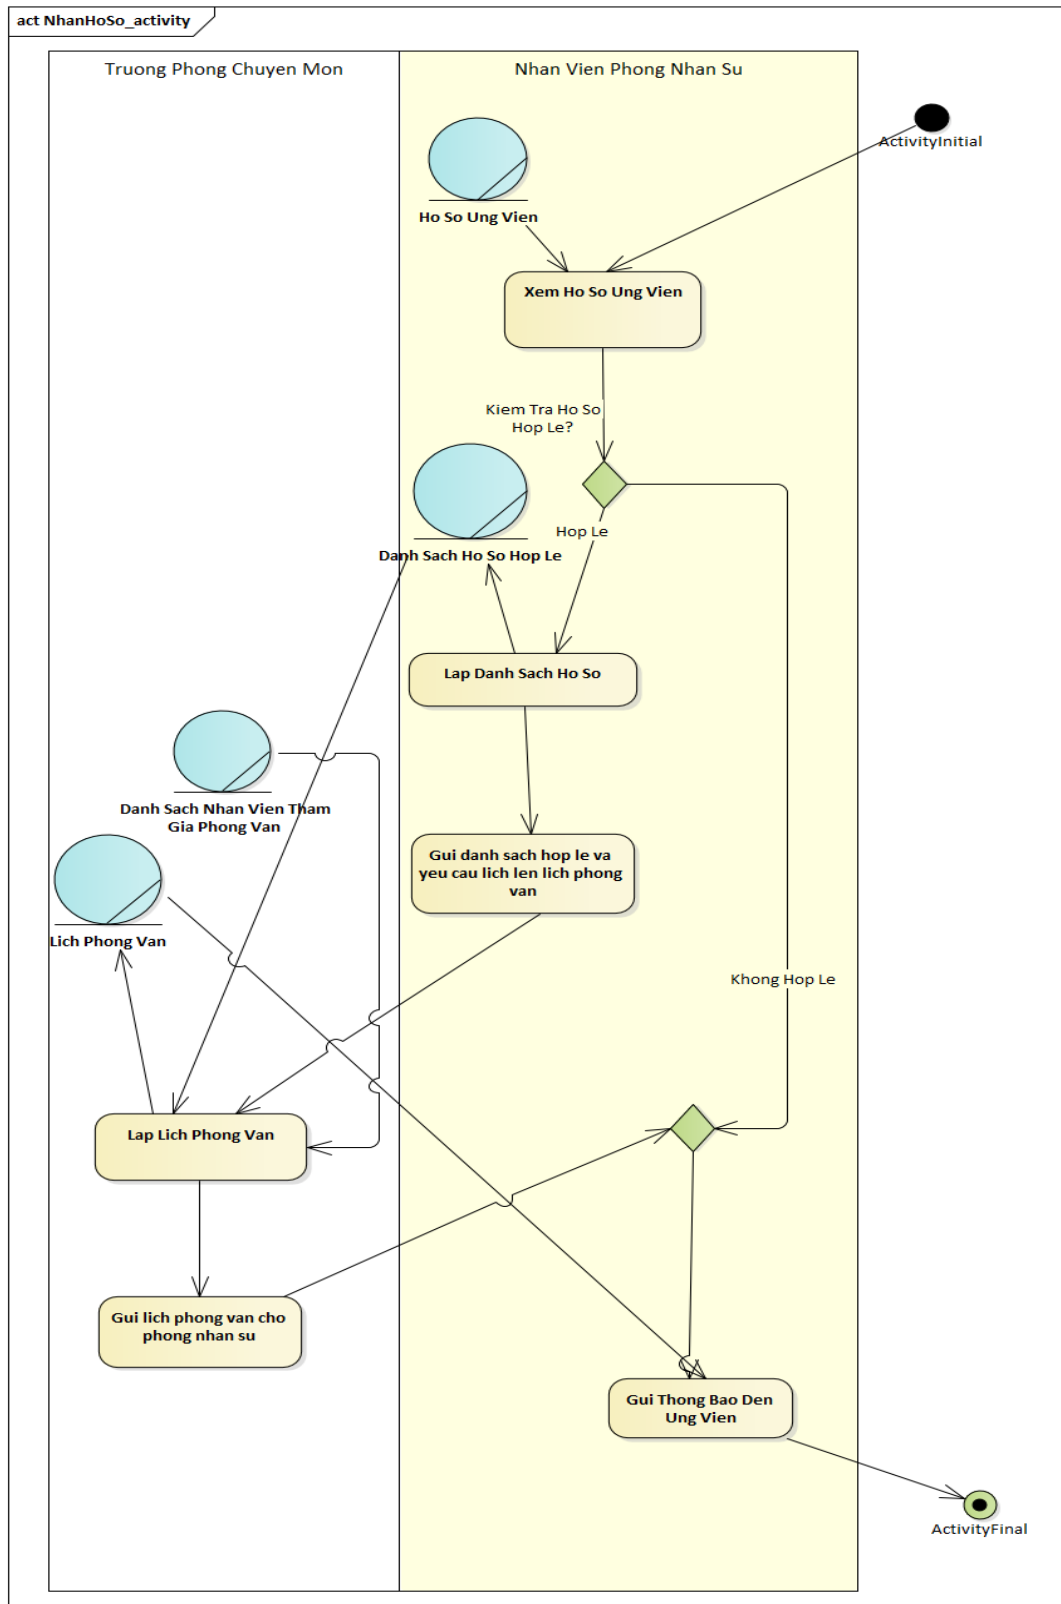 act NhanHoSo_activity
Truong Phong Chuyen Mon
Nhan Vien Phong Nhan Su
ActivityInitial
Ho So Ung Vien
Xem Ho So Ung Vien
Kiem Tra Ho So
Hop Le?
Hop Le
Danh Sach Ho So Hop Le
Lap Danh Sach Ho So
Danh Sach Nhan Vien Tham
Gia Phong Van
Gui danh sach hop le va
yeu cau lich len lich phong
van
Lich Phong Van
Khong Hop Le
Lap Lich Phong Van
Gui lich phong van cho
phong nhan su
Gui Thong Bao Den
Ung Vien
ActivityFinal